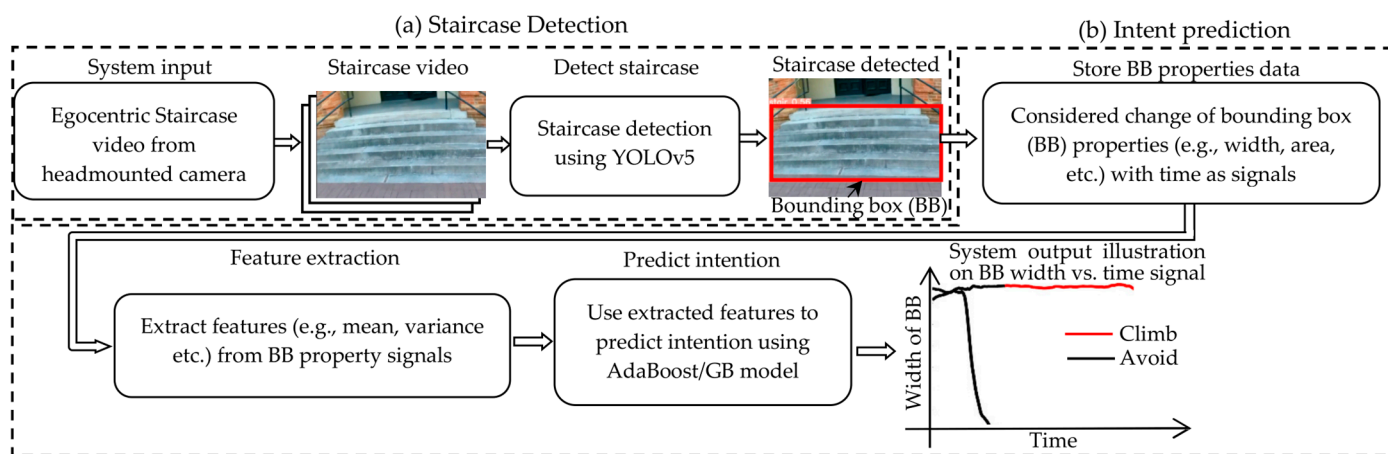 (a) Staircase Detection
(b) Intent prediction
System input
Staircase video
Detect staircase
Staircase detected
Store BB properties data
Egocentric Staircase
video from
headmounted camera
Staircase detection
using YOLOv5
Bounding box (BB)
Considered change of bounding box
(BB) properties (e.g., width, area,
etc.) with time as signals
Feature extraction
Predict intention
System output illustration
on BB width vs. time signal
Extract features (e.g., mean, variance
etc.) from BB property signals
Use extracted features to
predict intention using
AdaBoost/GB model
Width of BB
Climb
Avoid
Time